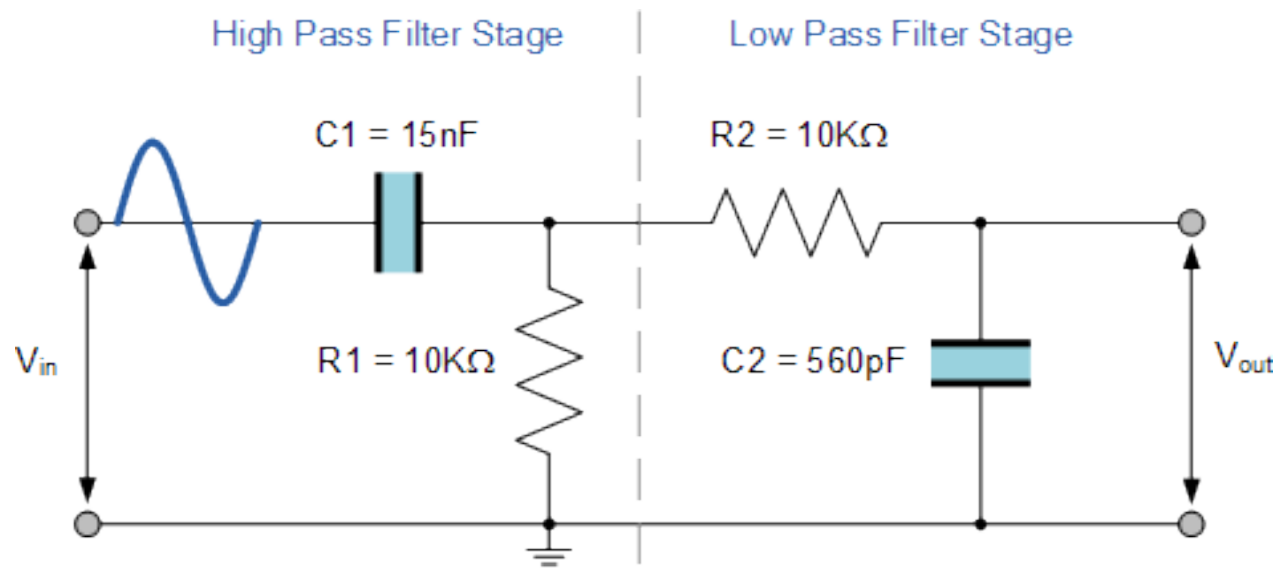 High Pass Filter Stage
Low Pass Filter Stage
C1 = 15nF
R2 = 10KΩ
Vin
R1 = 10KΩ
C2 = 560pF
Vout